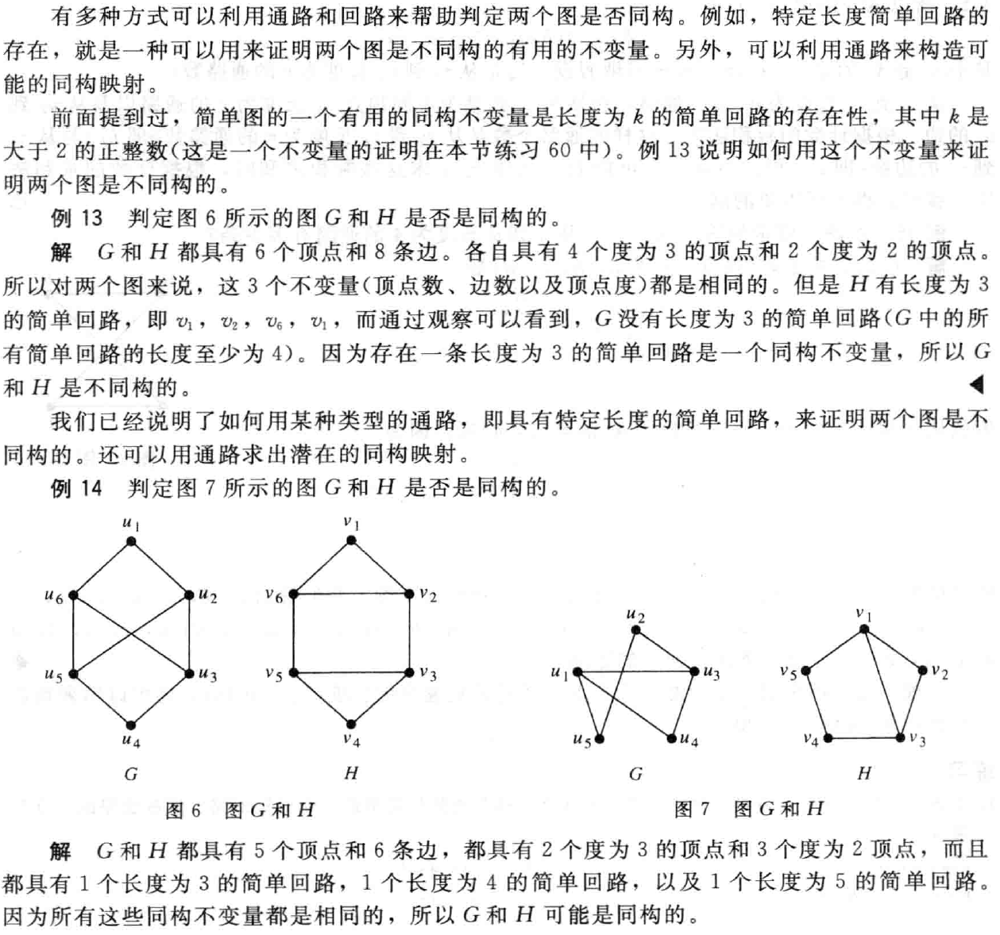 有多种方式可以利用通路和回路来帮助判定两个图是否同构。例如，特定长度简单回路的
存在，就是一种可以用来证明两个图是不同构的有用的不变量。另外，可以利用通路来构造可
能的同构映射。
前面提到过，简单图的一个有用的同构不变量是长度为 k 的简单回路的存在性，其中 k 是
大于 2 的正整数(这是一个不变量的证明在本节练习 60 中)。例 13 说明如何用这个不变量来证
明两个图是不同构的。
例 13 判定图 6 所示的图 G 和 H 是否是同构的。
解 G 和 H 都具有 6 个顶点和 8 条边。各自具有 4 个度为 3 的顶点和 2 个度为 2 的顶点。
所以对两个图来说，这 3 个不变量(顶点数、边数以及顶点度)都是相同的。但是 H 有长度为 3
的简单回路，即 v₁，v₂，v₆，v₁，而通过观察可以看到，G 没有长度为 3 的简单回路(G 中的所
有简单回路的长度至少为 4)。因为存在一条长度为 3 的简单回路是一个同构不变量，所以 G
和 H 是不同构的。 ◀
我们已经说明了如何用某种类型的通路，即具有特定长度的简单回路，来证明两个图是不
同构的。还可以用通路求出潜在的同构映射。
例 14 判定图 7 所示的图 G 和 H 是否是同构的。
u₁
u₆ u₂
u₅ u₃
u₄
G
v₁
v₆ v₂
v₅ v₃
v₄
H
图 6 图 G 和 H
u₂
u₁ u₃
u₅ u₄
G
v₁
v₅ v₂
v₄ v₃
H
图 7 图 G 和 H
解 G 和 H 都具有 5 个顶点和 6 条边，都具有 2 个度为 3 的顶点和 3 个度为 2 顶点，而且
都具有 1 个长度为 3 的简单回路，1 个长度为 4 的简单回路，以及 1 个长度为 5 的简单回路。
因为所有这些同构不变量都是相同的，所以 G 和 H 可能是同构的。